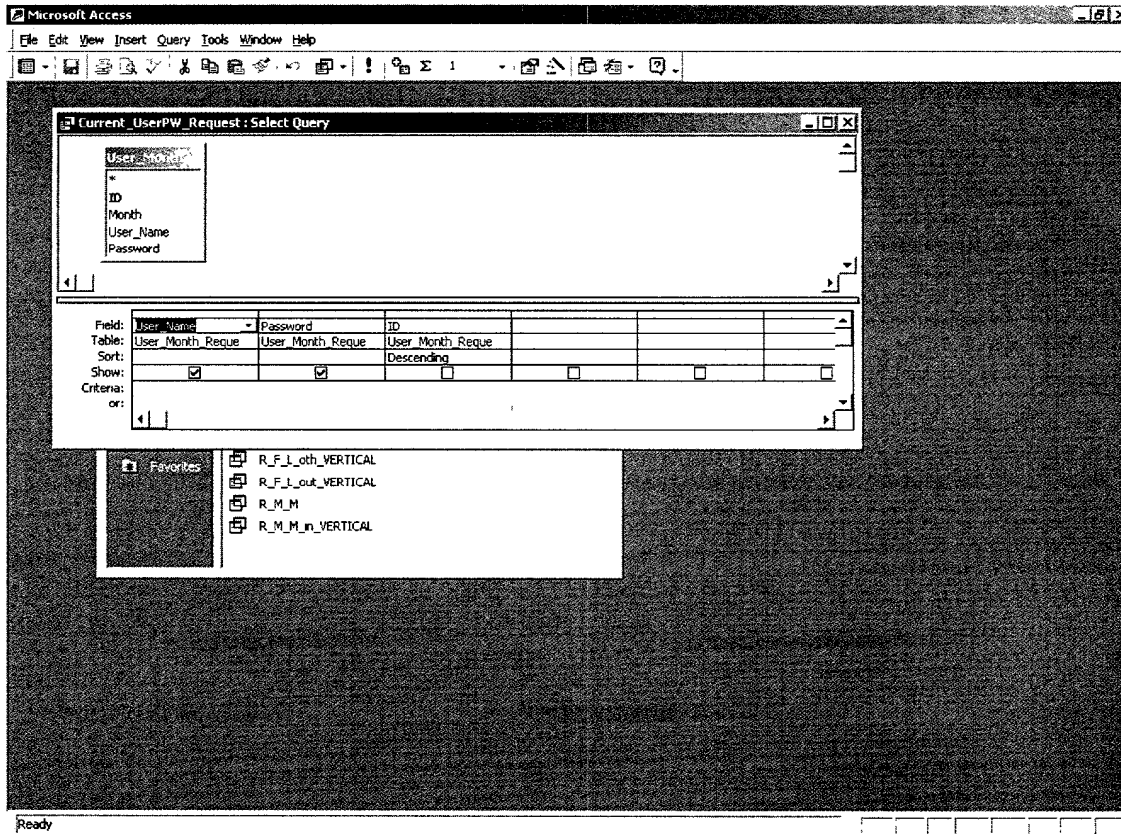 Microsoft Access
File Edit View Insert Query Tools Window Help
Σ 1
Current_UserPW_Request : Select Query
*
ID
Month
User_Name
Password
Field: User_Name Password ID
Table: User_Month_Reque User_Month_Reque User_Month_Reque
Sort: Descending
Show:
Criteria:
or:
Favorites R_F_L_oth_VERTICAL
R_F_L_out_VERTICAL
R_M_M
R_M_M_in_VERTICAL
Ready